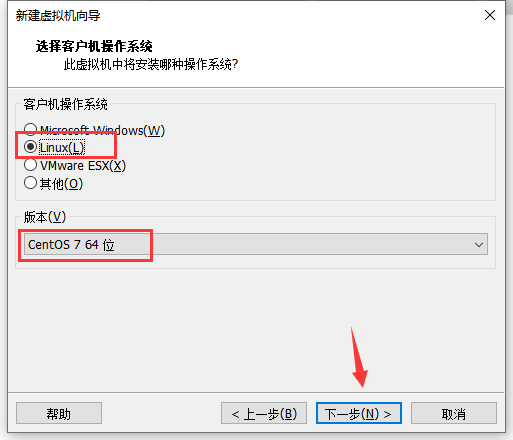 新建虚拟机向导
选择客户机操作系统
此虚拟机中将安装哪种操作系统?
客户机操作系统
Microsoft Windows(W)
Linux(L)
VMware ESX(X)
其他(O)
版本(V)
CentOS 7 64 位
帮助
< 上一步(B)
下一步(N) >
取消